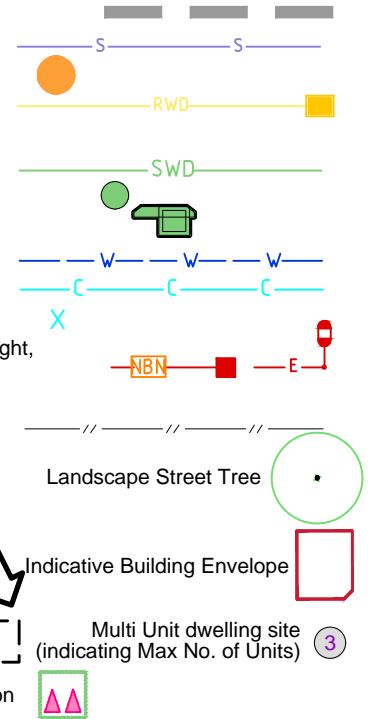 S S
RWD
SWD
W W W
C C C
X
ght,
NBN E
// // //
Landscape Street Tree
Indicative Building Envelope
Multi Unit dwelling site
(indicating Max No. of Units) 3
on